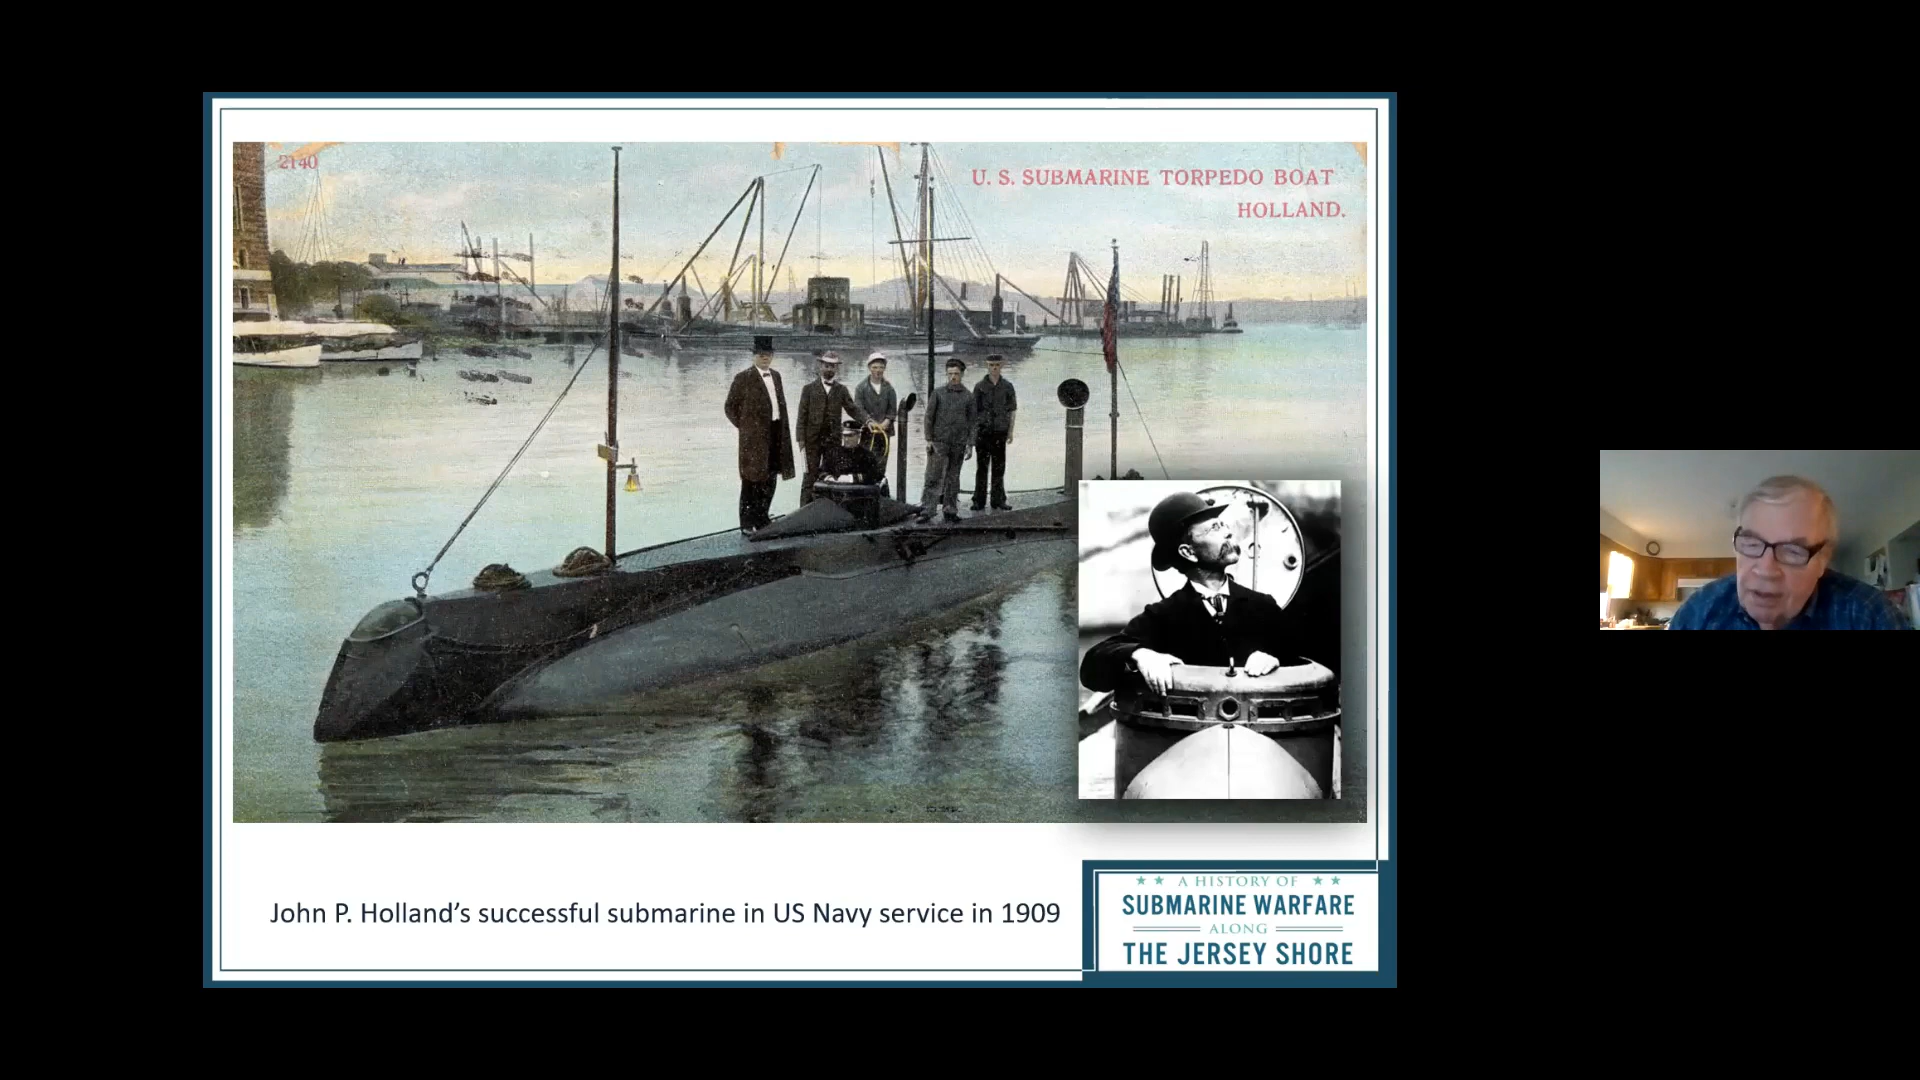 2140
U. S. SUBMARINE TORPEDO BOAT
HOLLAND.
John P. Holland’s successful submarine in US Navy service in 1909
★ ★ A HISTORY OF ★ ★
SUBMARINE WARFARE
ALONG
THE JERSEY SHORE